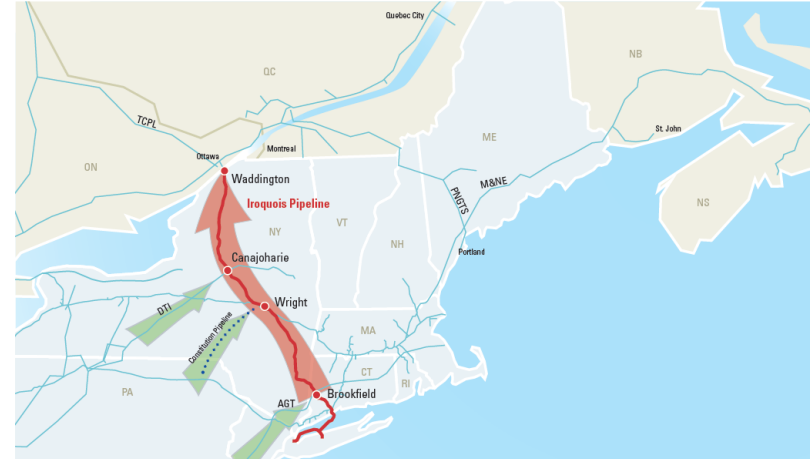 Quebec City
NB
QC
TCPL
St. John
ME
Ottawa
Montreal
ON
Waddington
M&NE
PNGTS
Iroquois Pipeline
NS
VT
NY
NH
Portland
Canajoharie
DTI
Wright
Constitution Pipeline
MA
CT
RI
PA
Brookfield
AGT